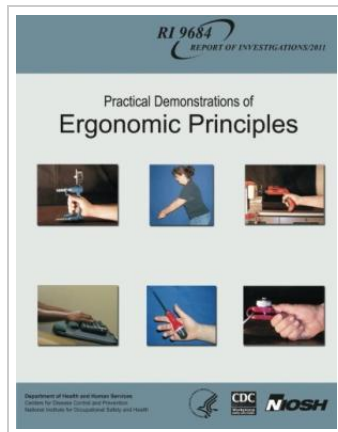 RI 9684
REPORT OF INVESTIGATIONS/2011
Practical Demonstrations of
Ergonomic Principles
Department of Health and Human Services
Centers for Disease Control and Prevention
National Institute for Occupational Safety and Health
CDC
NIOSH